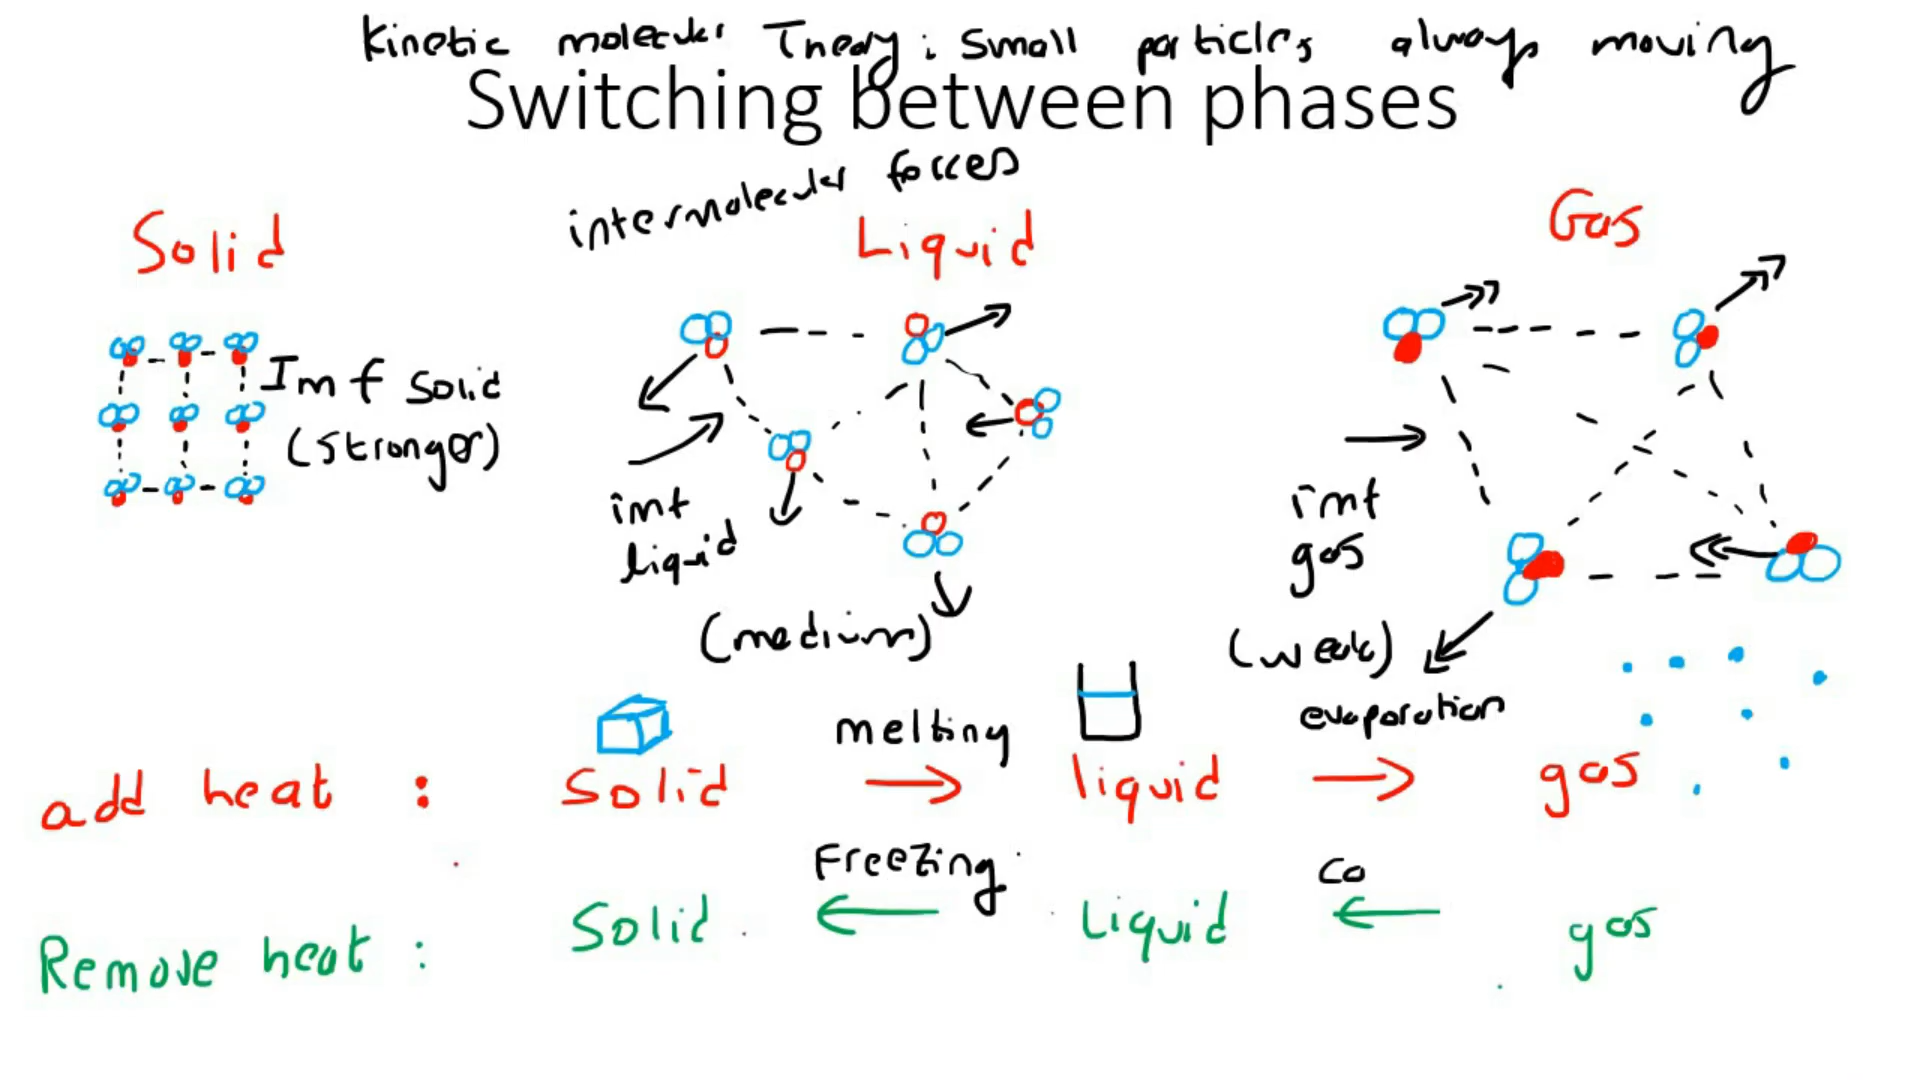 Kinetic molecular Theory : Small particles always moving
Switching between phases
intermolecular forces
Solid
Liquid
Gas
Imf solid
(stronger)
imf
liquid
(medium)
imf
gas
(weak)
melting
evaporation
add heat : Solid → liquid → gas
Freezing
Co
Remove heat : Solid ← Liquid ← gas